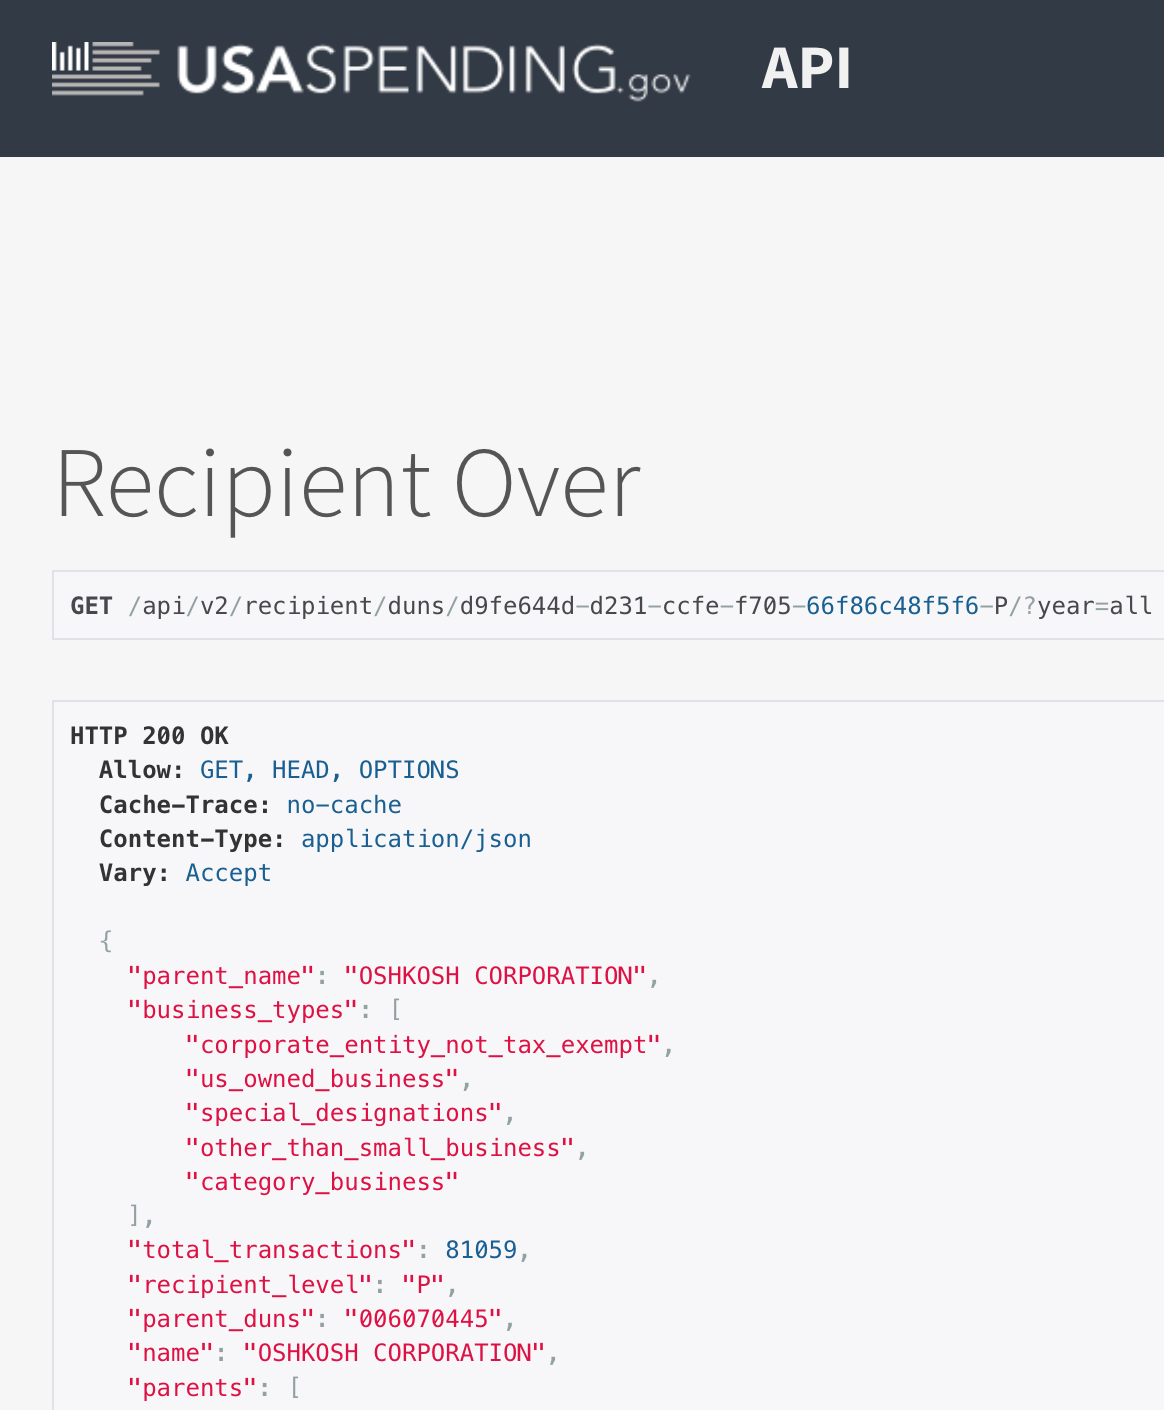 USASPENDING.gov API
Recipient Over
GET /api/v2/recipient/duns/d9fe644d-d231-ccfe-f705-66f86c48f5f6-P/?year=all
HTTP 200 OK
Allow: GET, HEAD, OPTIONS
Cache-Trace: no-cache
Content-Type: application/json
Vary: Accept
{
"parent_name": "OSHKOSH CORPORATION",
"business_types": [
"corporate_entity_not_tax_exempt",
"us_owned_business",
"special_designations",
"other_than_small_business",
"category_business"
],
"total_transactions": 81059,
"recipient_level": "P",
"parent_duns": "006070445",
"name": "OSHKOSH CORPORATION",
"parents": [